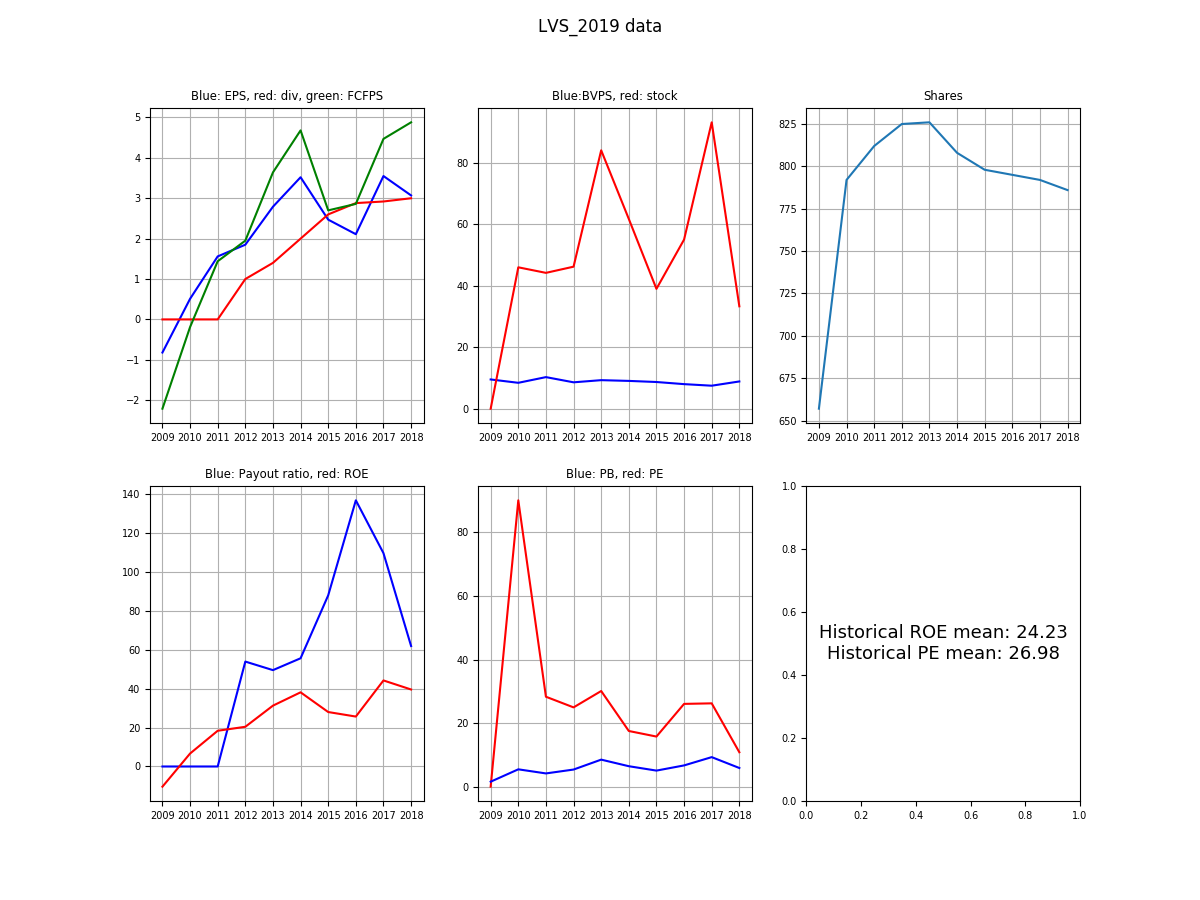 LVS_2019 data
Blue: EPS, red: div, green: FCFPS
5
4
3
2
1
0
−1
−2
2009 2010 2011 2012 2013 2014 2015 2016 2017 2018
Blue:BVPS, red: stock
80
60
40
20
0
2009 2010 2011 2012 2013 2014 2015 2016 2017 2018
Shares
825
800
775
750
725
700
675
650
2009 2010 2011 2012 2013 2014 2015 2016 2017 2018
Blue: Payout ratio, red: ROE
140
120
100
80
60
40
20
0
2009 2010 2011 2012 2013 2014 2015 2016 2017 2018
Blue: PB, red: PE
80
60
40
20
0
2009 2010 2011 2012 2013 2014 2015 2016 2017 2018
1.0
0.8
0.6
0.4
0.2
0.0
Historical ROE mean: 24.23
Historical PE mean: 26.98
0.0 0.2 0.4 0.6 0.8 1.0